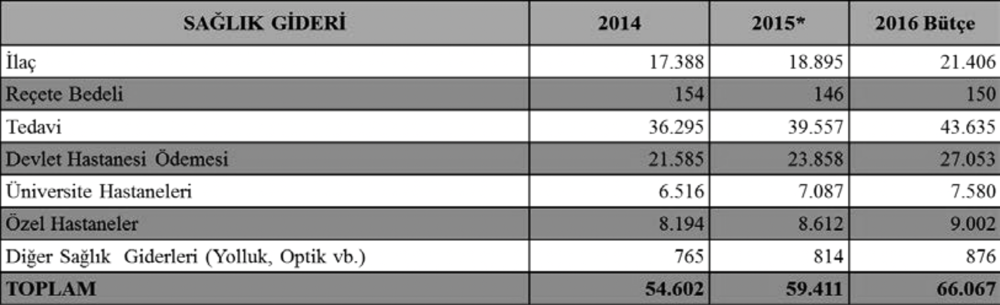 SAĞLIK GİDERİ 2014 2015* 2016 Bütçe
İlaç 17.388 18.895 21.406
Reçete Bedeli 154 146 150
Tedavi 36.295 39.557 43.635
Devlet Hastanesi Ödemesi 21.585 23.858 27.053
Üniversite Hastaneleri 6.516 7.087 7.580
Özel Hastaneler 8.194 8.612 9.002
Diğer Sağlık Giderleri (Yolluk, Optik vb.) 765 814 876
TOPLAM 54.602 59.411 66.067